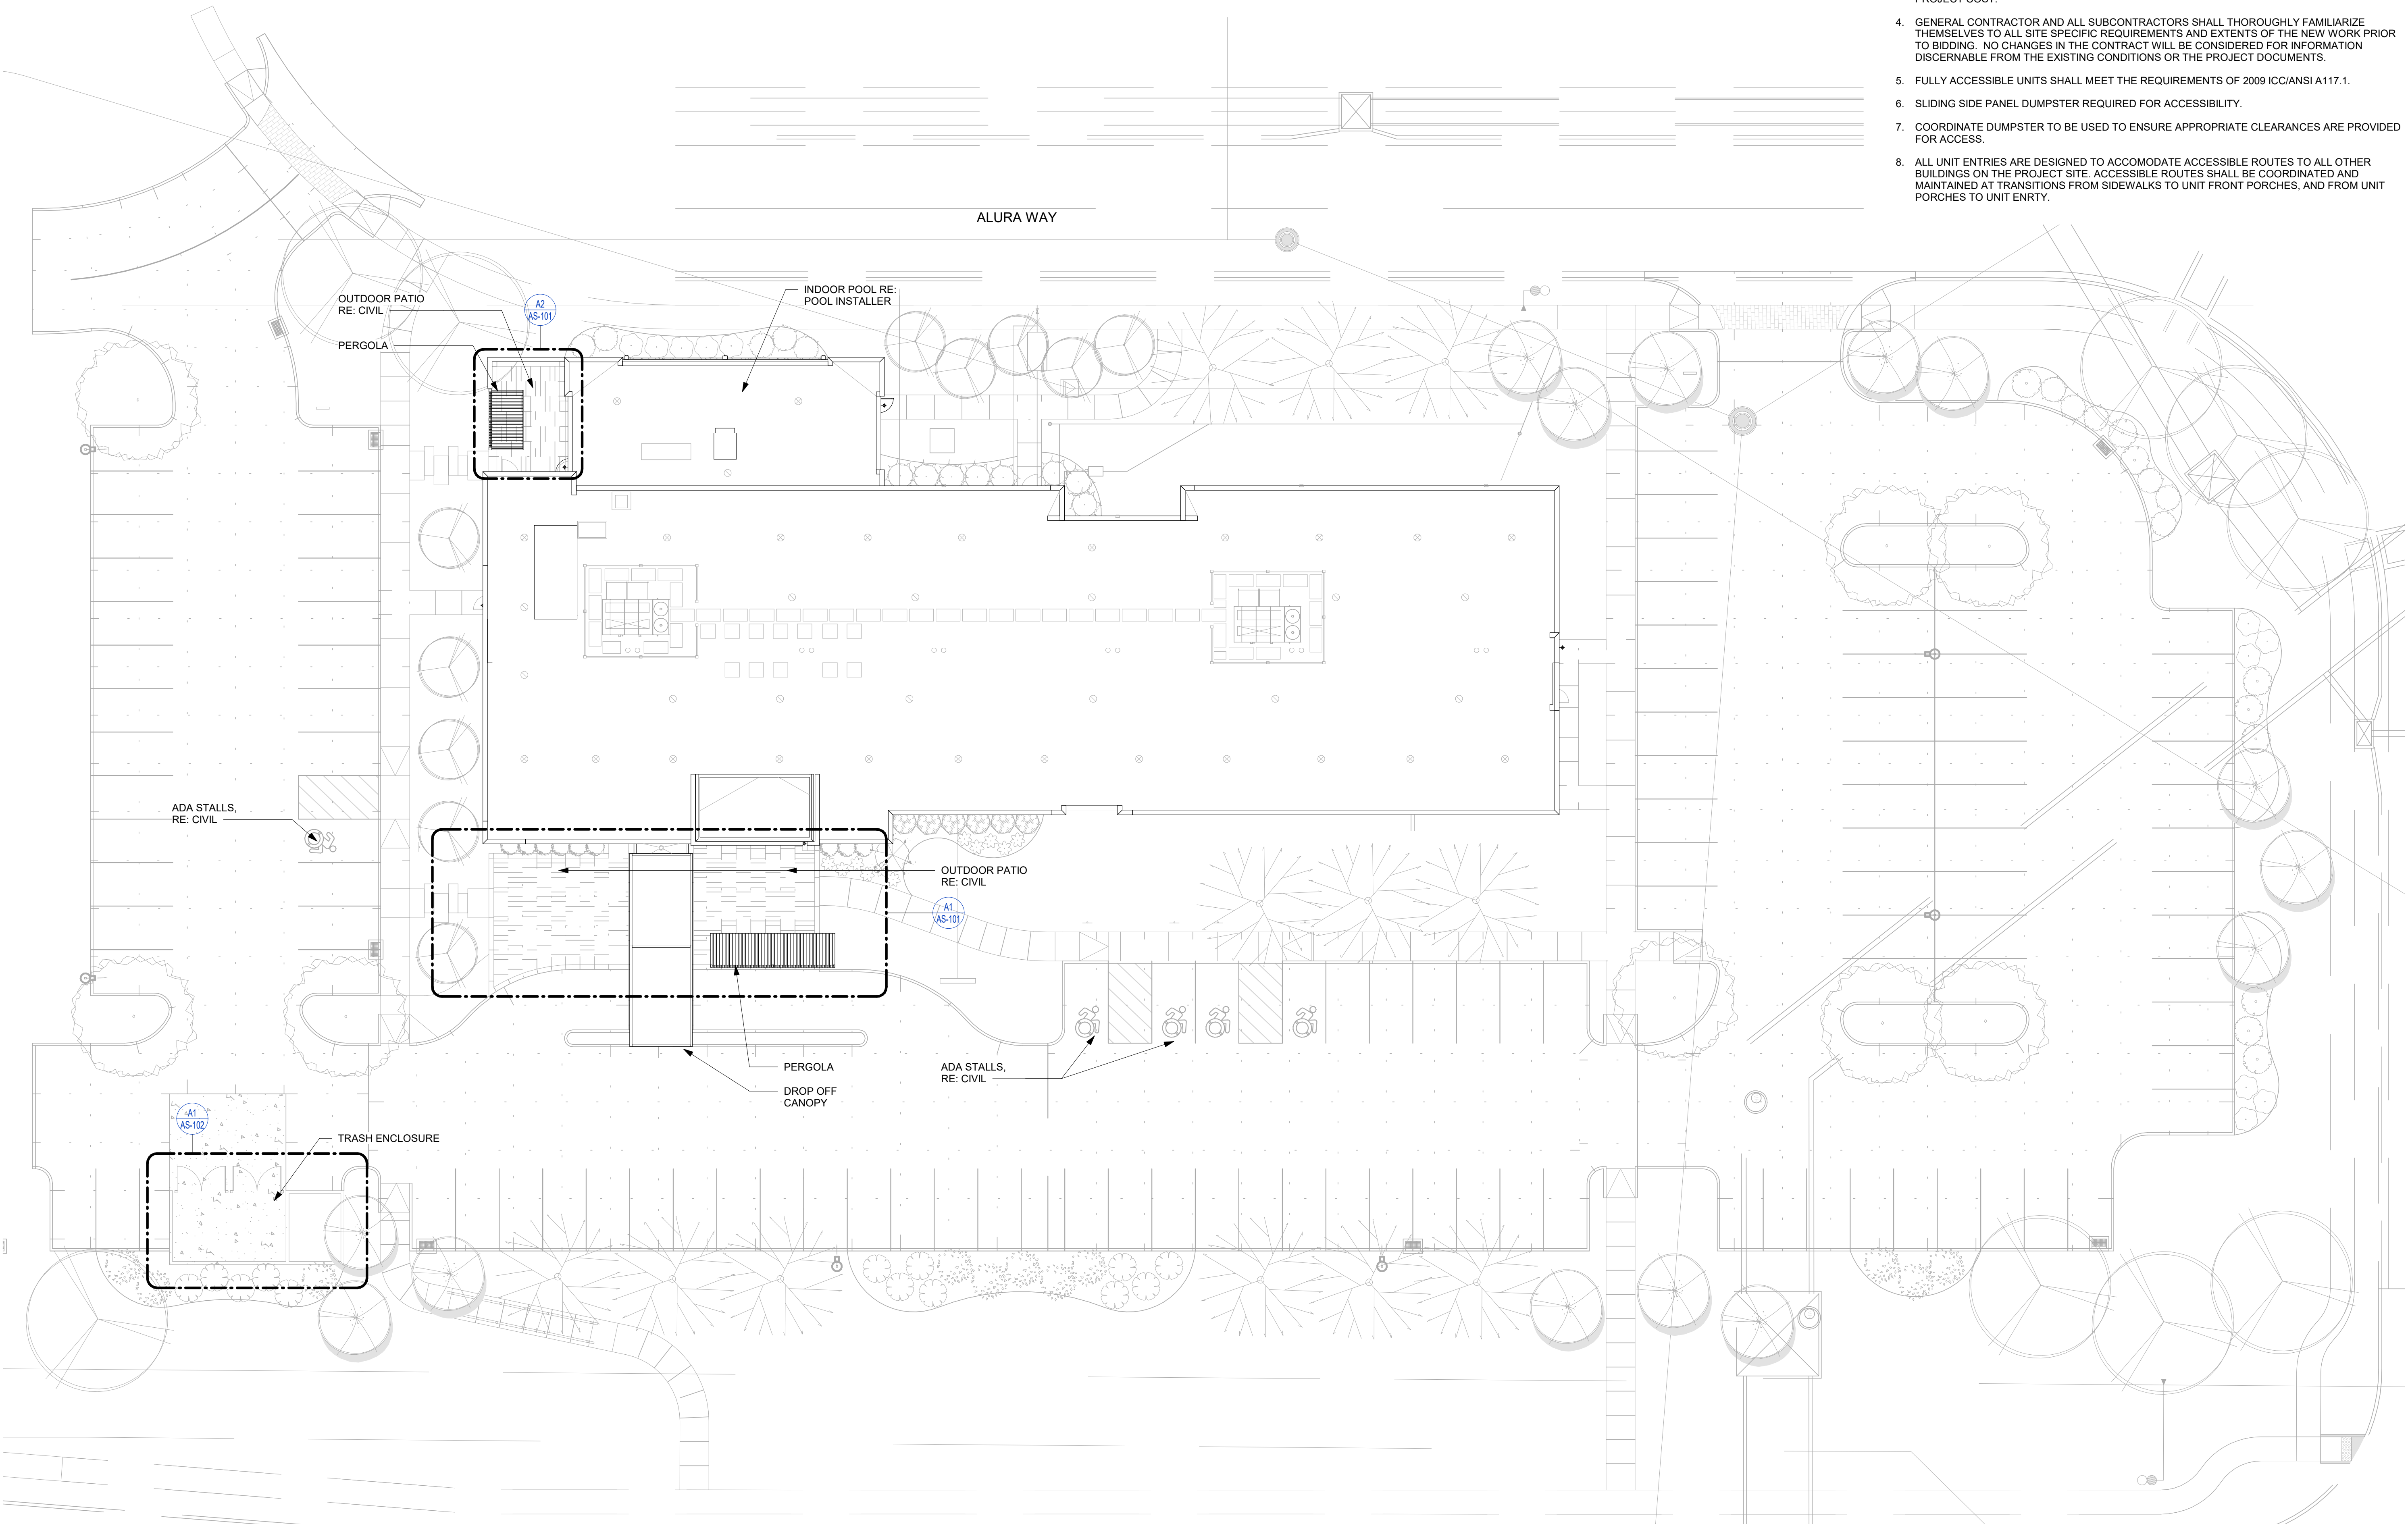 PROJECT COST.
4. GENERAL CONTRACTOR AND ALL SUBCONTRACTORS SHALL THOROUGHLY FAMILIARIZE
THEMSELVES TO ALL SITE SPECIFIC REQUIREMENTS AND EXTENTS OF THE NEW WORK PRIOR
TO BIDDING. NO CHANGES IN THE CONTRACT WILL BE CONSIDERED FOR INFORMATION
DISCERNABLE FROM THE EXISTING CONDITIONS OR THE PROJECT DOCUMENTS.
5. FULLY ACCESSIBLE UNITS SHALL MEET THE REQUIREMENTS OF 2009 ICC/ANSI A117.1.
6. SLIDING SIDE PANEL DUMPSTER REQUIRED FOR ACCESSIBILITY.
7. COORDINATE DUMPSTER TO BE USED TO ENSURE APPROPRIATE CLEARANCES ARE PROVIDED
FOR ACCESS.
8. ALL UNIT ENTRIES ARE DESIGNED TO ACCOMODATE ACCESSIBLE ROUTES TO ALL OTHER
BUILDINGS ON THE PROJECT SITE. ACCESSIBLE ROUTES SHALL BE COORDINATED AND
MAINTAINED AT TRANSITIONS FROM SIDEWALKS TO UNIT FRONT PORCHES, AND FROM UNIT
PORCHES TO UNIT ENRTY.
ALURA WAY
OUTDOOR PATIO
RE: CIVIL
A2
AS-101
INDOOR POOL RE:
POOL INSTALLER
PERGOLA
ADA STALLS,
RE: CIVIL
OUTDOOR PATIO
RE: CIVIL
A1
AS-101
PERGOLA
DROP OFF
CANOPY
ADA STALLS,
RE: CIVIL
A1
AS-102
TRASH ENCLOSURE